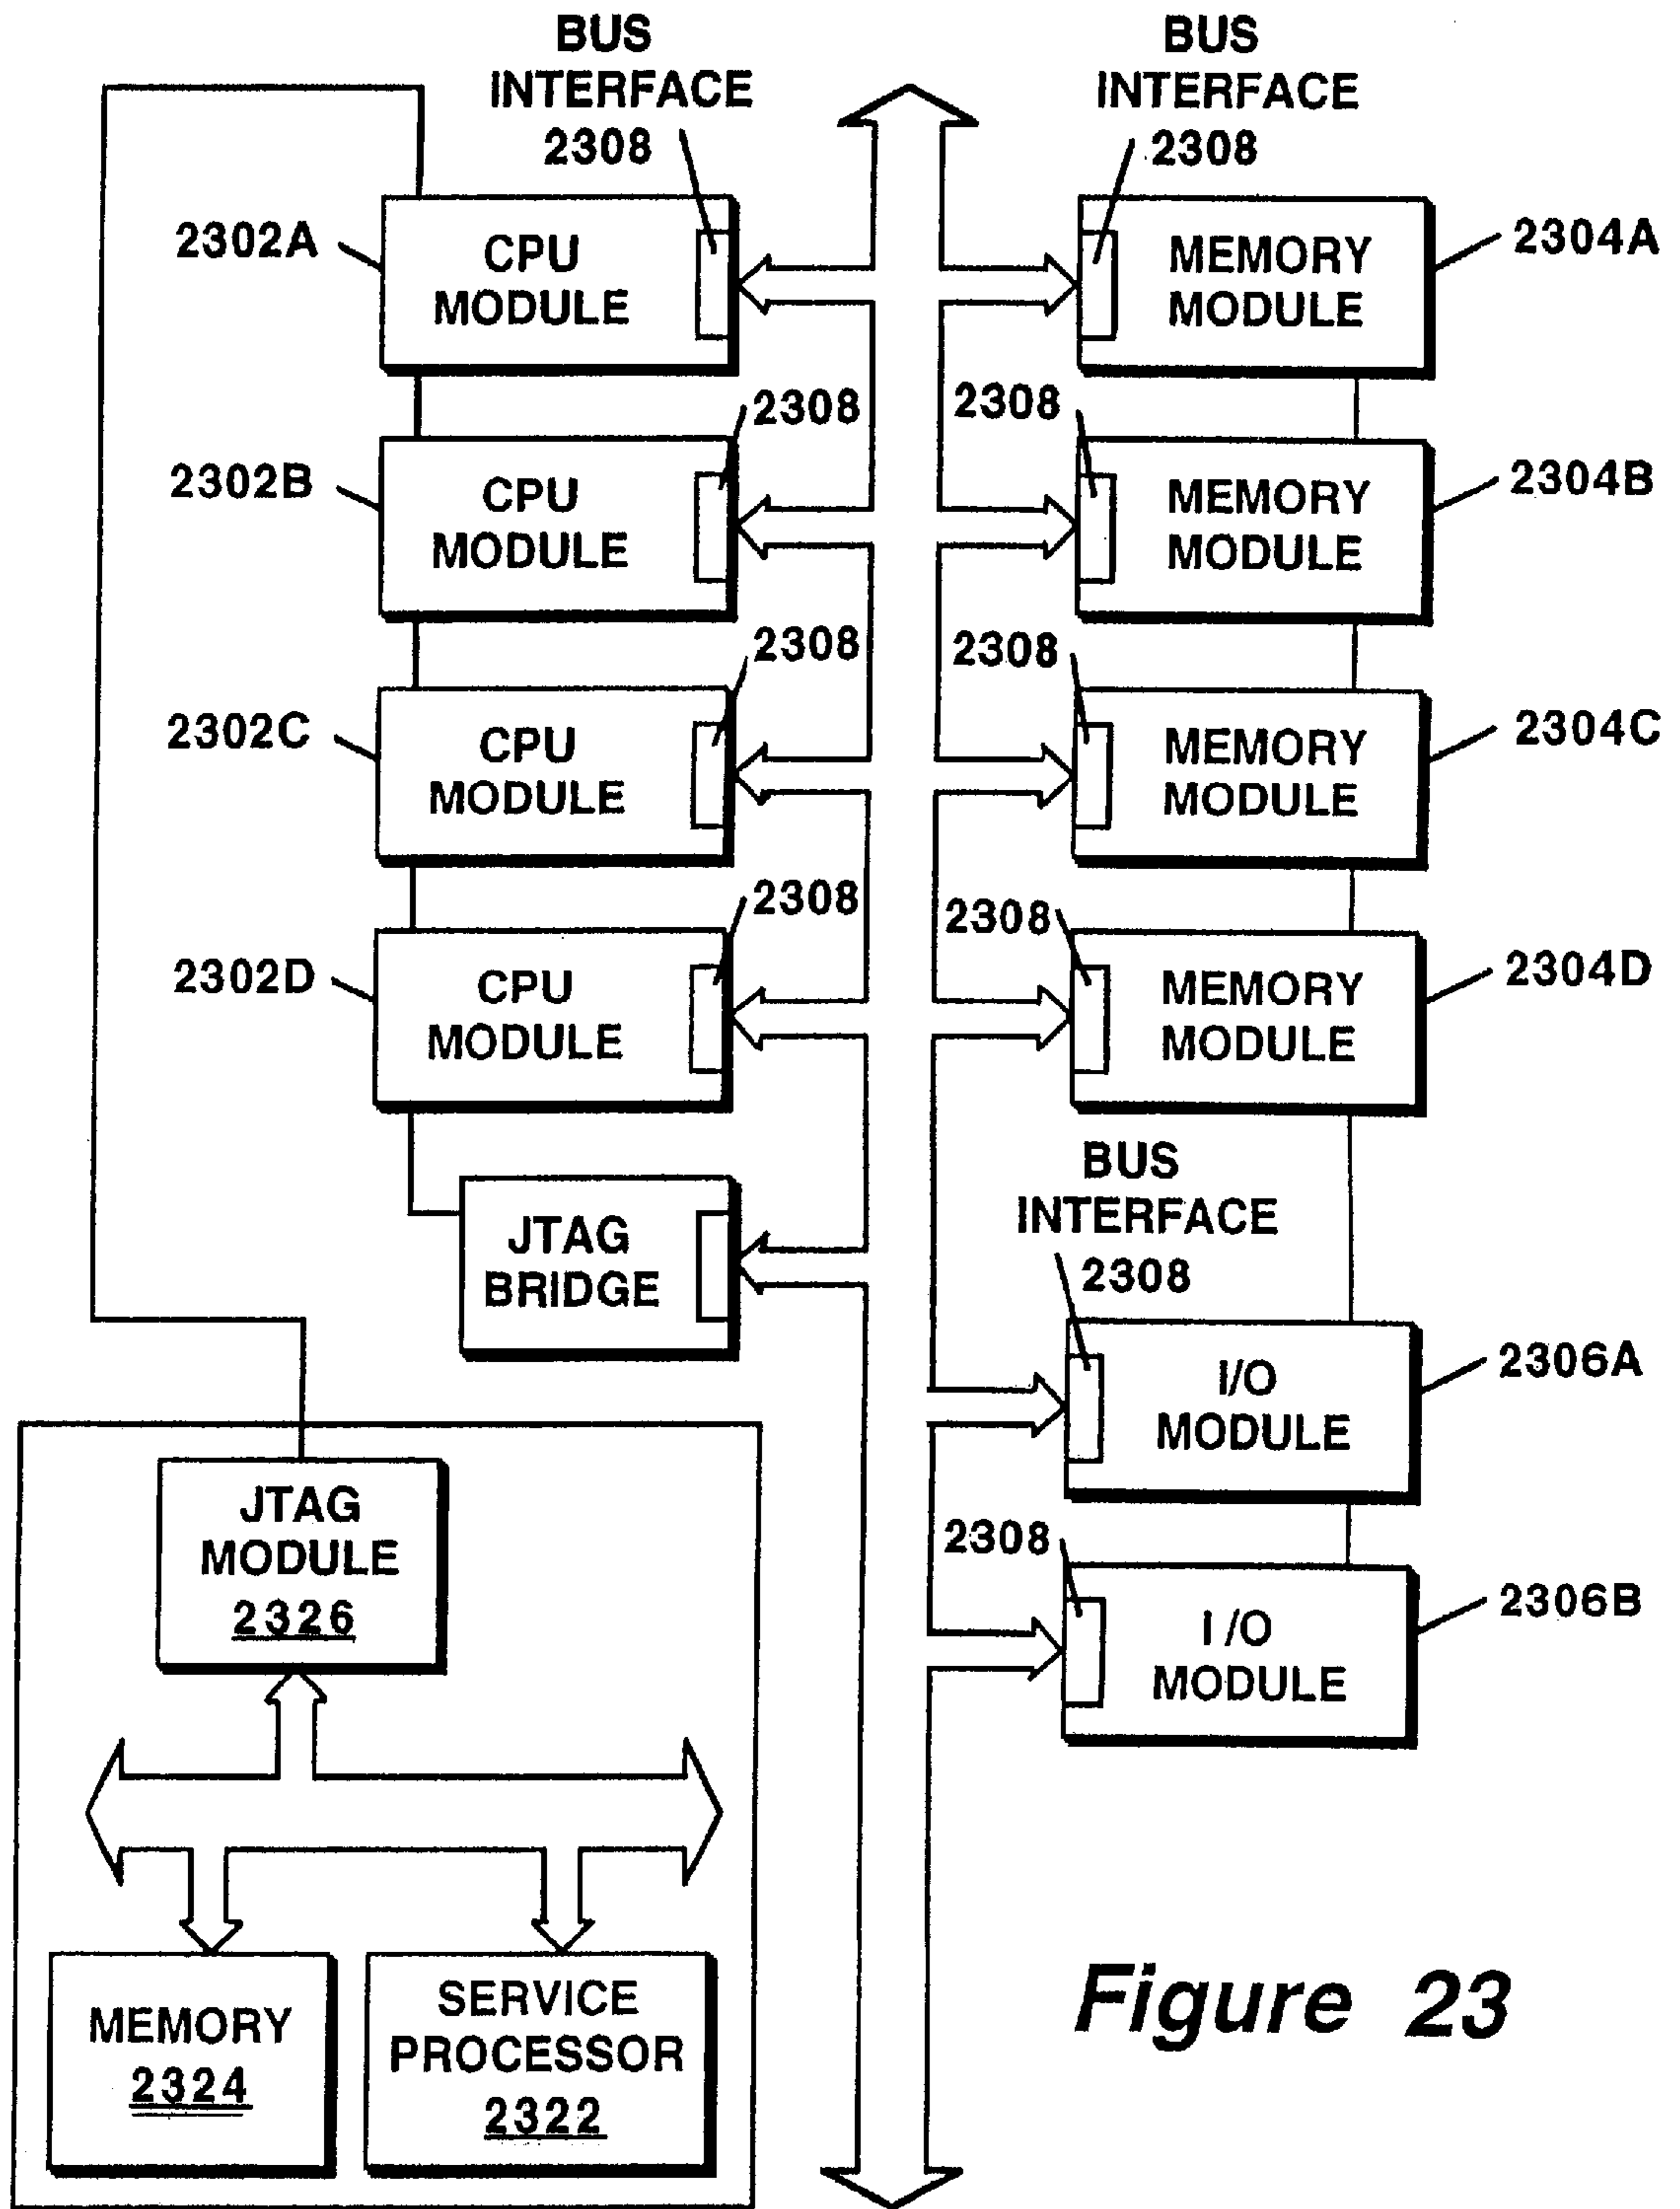 BUS
INTERFACE
2308
BUS
INTERFACE
2308
2302A
CPU
MODULE
MEMORY
MODULE
2304A
2308
2308
2302B
CPU
MODULE
MEMORY
MODULE
2304B
2308
2308
2302C
CPU
MODULE
MEMORY
MODULE
2304C
2308
2308
2302D
CPU
MODULE
MEMORY
MODULE
2304D
JTAG
BRIDGE
BUS
INTERFACE
2308
I/O
MODULE
2306A
2308
I/O
MODULE
2306B
JTAG
MODULE
2326
MEMORY
2324
SERVICE
PROCESSOR
2322
Figure 23